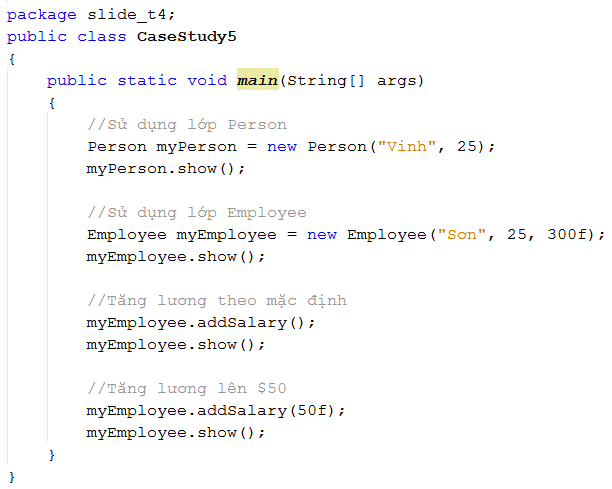 package slide_t4;
public class CaseStudy5
{
    public static void main(String[] args)
    {
        //Sử dụng lớp Person
        Person myPerson = new Person("Vinh", 25);
        myPerson.show();

        //Sử dụng lớp Employee
        Employee myEmployee = new Employee("Sơn", 25, 300f);
        myEmployee.show();

        //Tăng lương theo mặc định
        myEmployee.addSalary();
        myEmployee.show();

        //Tăng lương lên $50
        myEmployee.addSalary(50f);
        myEmployee.show();
    }
}